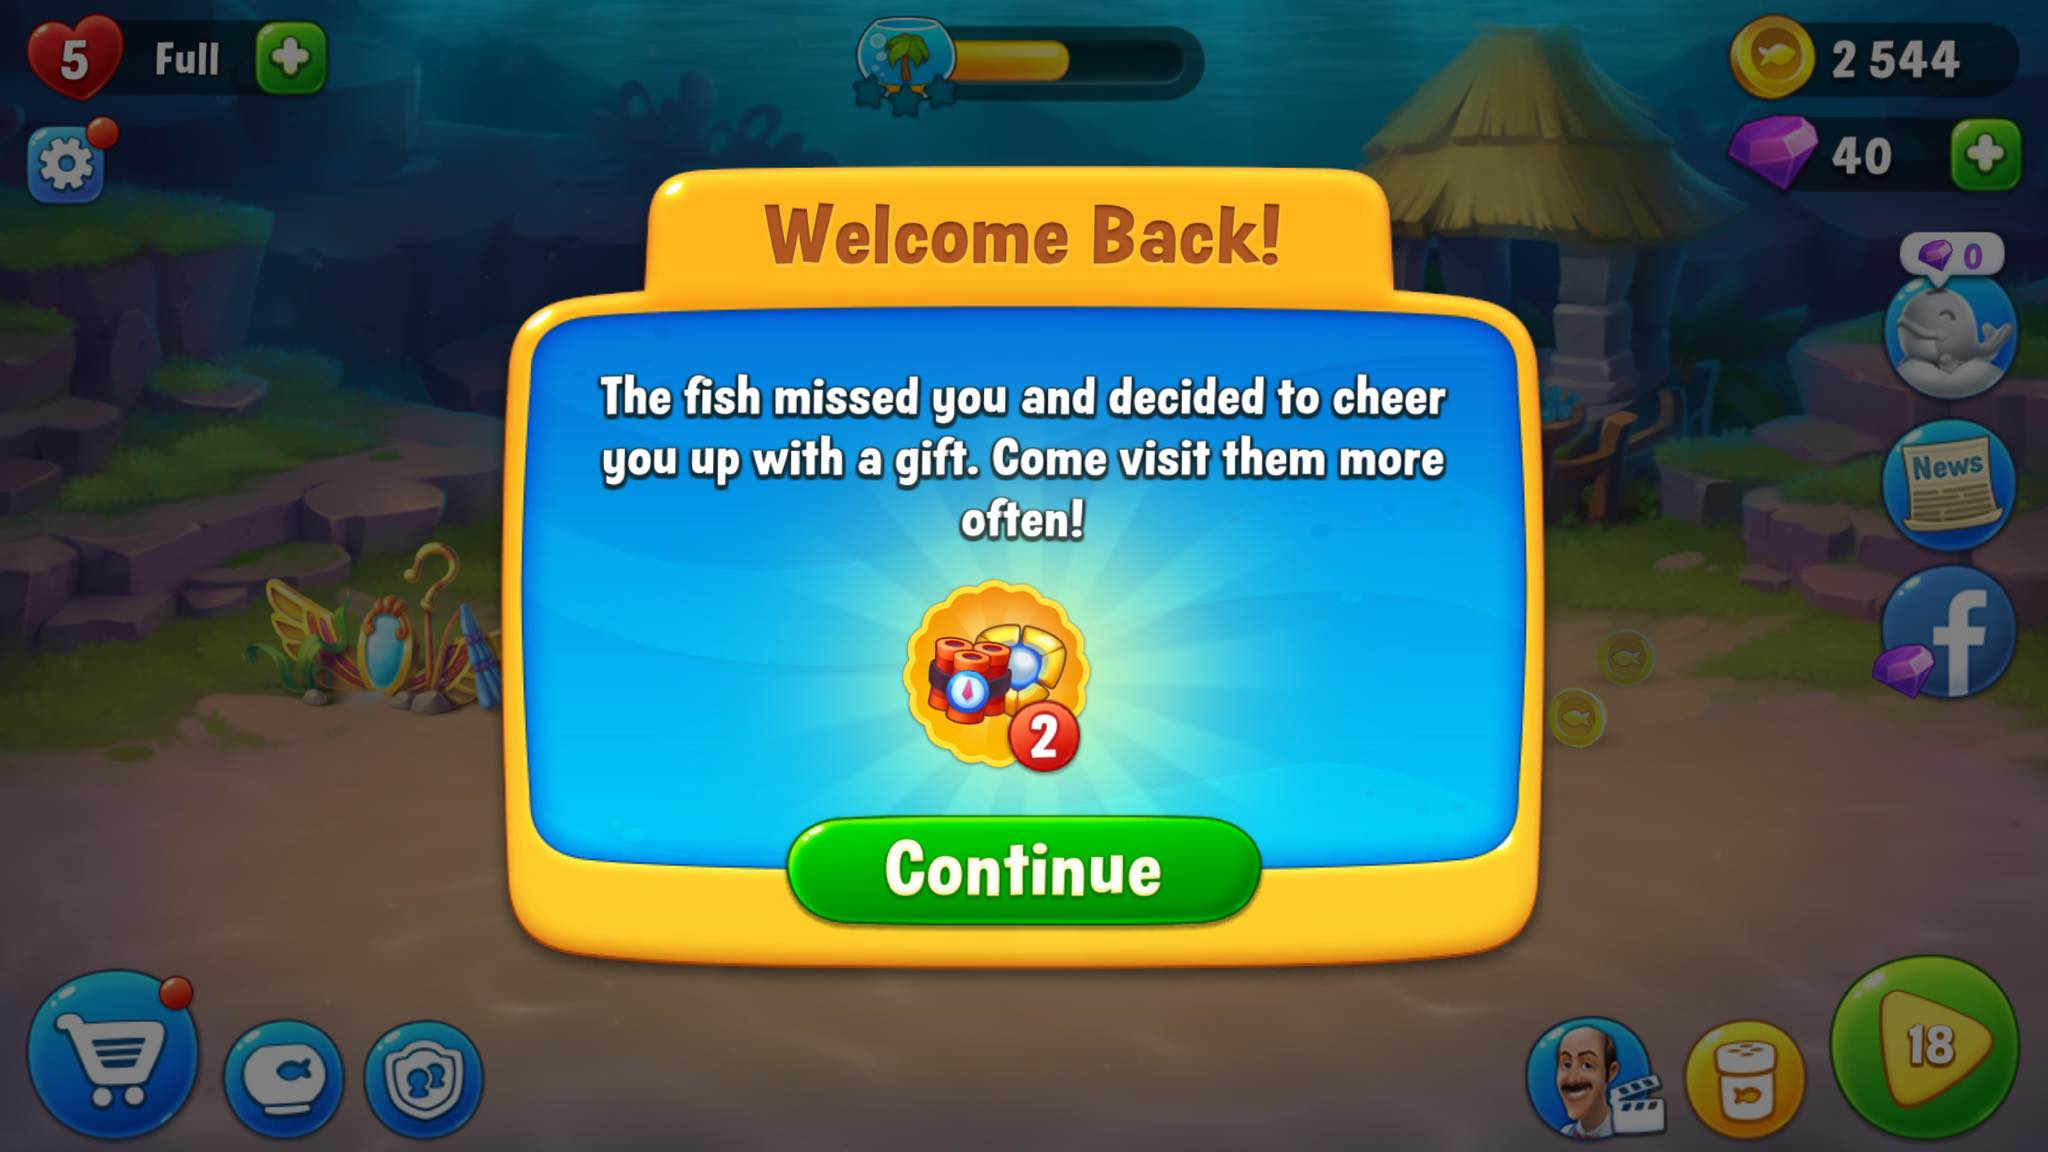 5 Full
2 544
40
0
Welcome Back!
The fish missed you and decided to cheer
you up with a gift. Come visit them more
often!
News
f
2
Continue
18